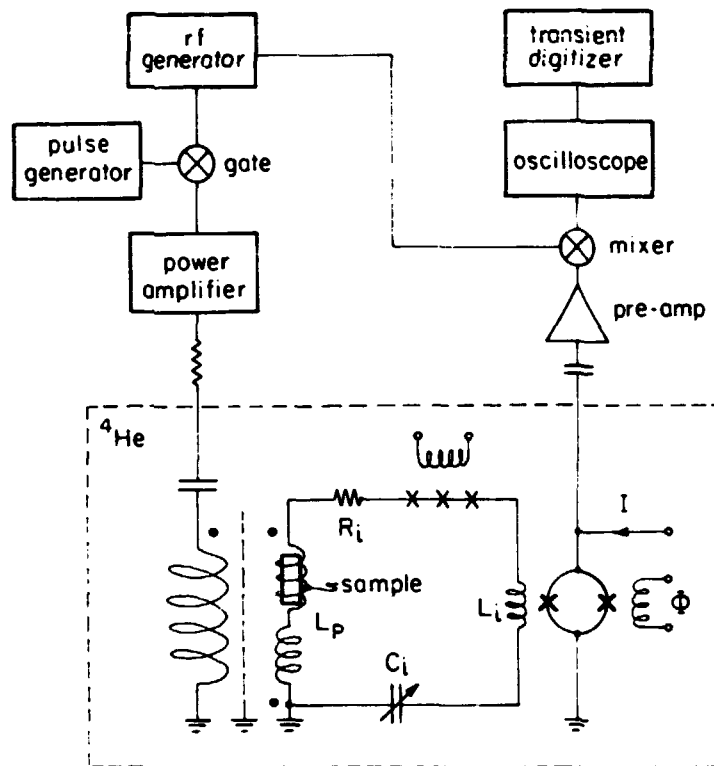 rf
generator
transient
digitizer
pulse
generator
gate
oscilloscope
mixer
power
amplifier
pre-amp
⁴He
I
Rᵢ
sample
Lₚ
Lᵢ
Φ
Cᵢ